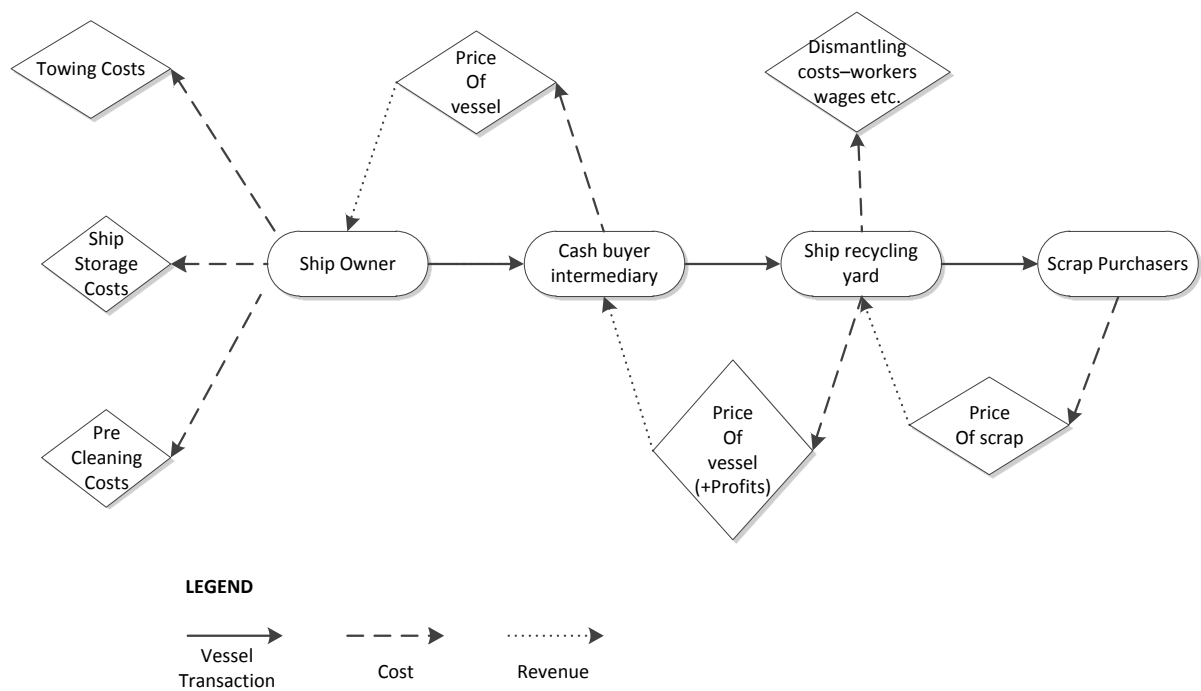 Towing Costs
Price
Of
vessel
Dismantling
costs–workers
wages etc.
Ship
Storage
Costs
Ship Owner
Cash buyer
intermediary
Ship recycling
yard
Scrap Purchasers
Pre
Cleaning
Costs
Price
Of
vessel
(+Profits)
Price
Of scrap
LEGEND
Vessel
Transaction
Cost
Revenue